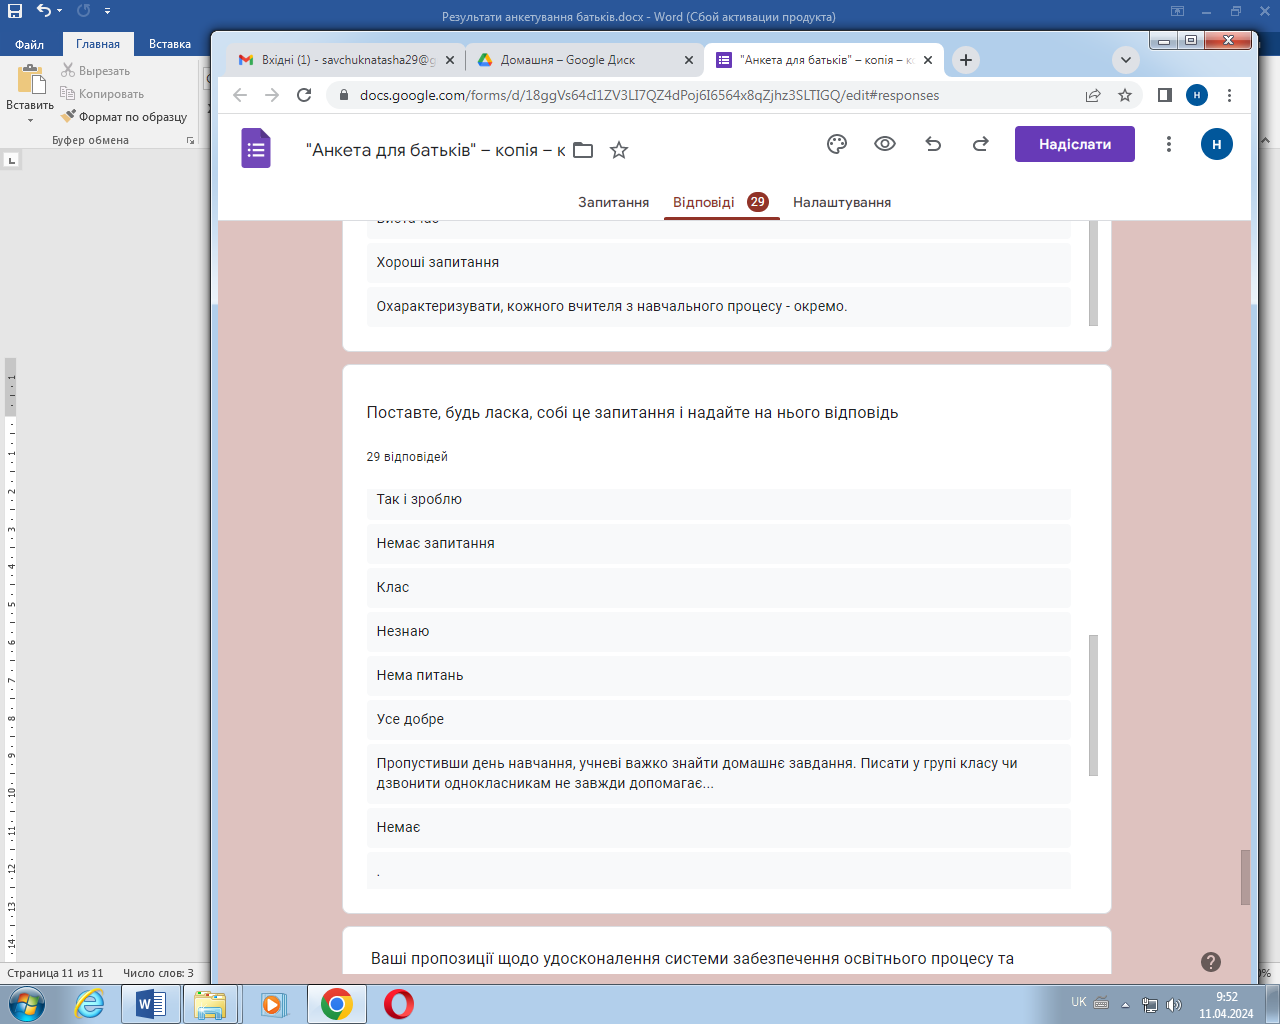 Результати анкетування батьків.docx - Word (Сбой активации продукта)
Файл
Главная
Вставка
Вставить
Вырезать
Копировать
Формат по образцу
Буфер обмена
Вхідні (1) - savchuknatasha29@g
Домашня – Google Диск
"Анкета для батьків" – копія – ко
docs.google.com/forms/d/18ggVs64cI1ZV3LI7QZ4dPoj6I6564x8qZjhz3SLTIGQ/edit#responses
Н
"Анкета для батьків" – копія – к
Надіслати
Н
Запитання
Відповіді 29
Налаштування
Вистачає
Хороші запитання
Охарактеризувати, кожного вчителя з навчального процесу - окремо.
Поставте, будь ласка, собі це запитання і надайте на нього відповідь
29 відповідей
Так і зроблю
Немає запитання
Клас
Незнаю
Нема питань
Усе добре
Пропустивши день навчання, учневі важко знайти домашнє завдання. Писати у групі класу чи
дзвонити однокласникам не завжди допомагає...
Немає
.
Ваші пропозиції щодо удосконалення системи забезпечення освітнього процесу та
Страница 11 из 11
Число слов: 3
0%
UK
9:52
11.04.2024